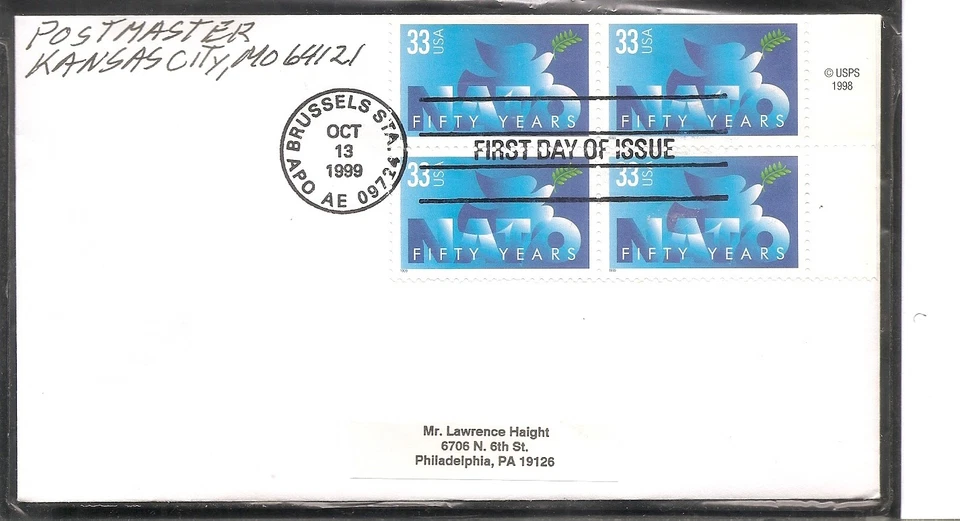 POSTMASTER
KANSAS CITY, MO 64121
33 USA
NATO
FIFTY YEARS
33 USA
NATO
FIFTY YEARS
© USPS
1998
BRUSSELS STA.
OCT
13
1999
APO AE 09724
FIRST DAY OF ISSUE
33 USA
NATO
FIFTY YEARS
33 USA
NATO
FIFTY YEARS
Mr. Lawrence Haight
6706 N. 6th St.
Philadelphia, PA 19126